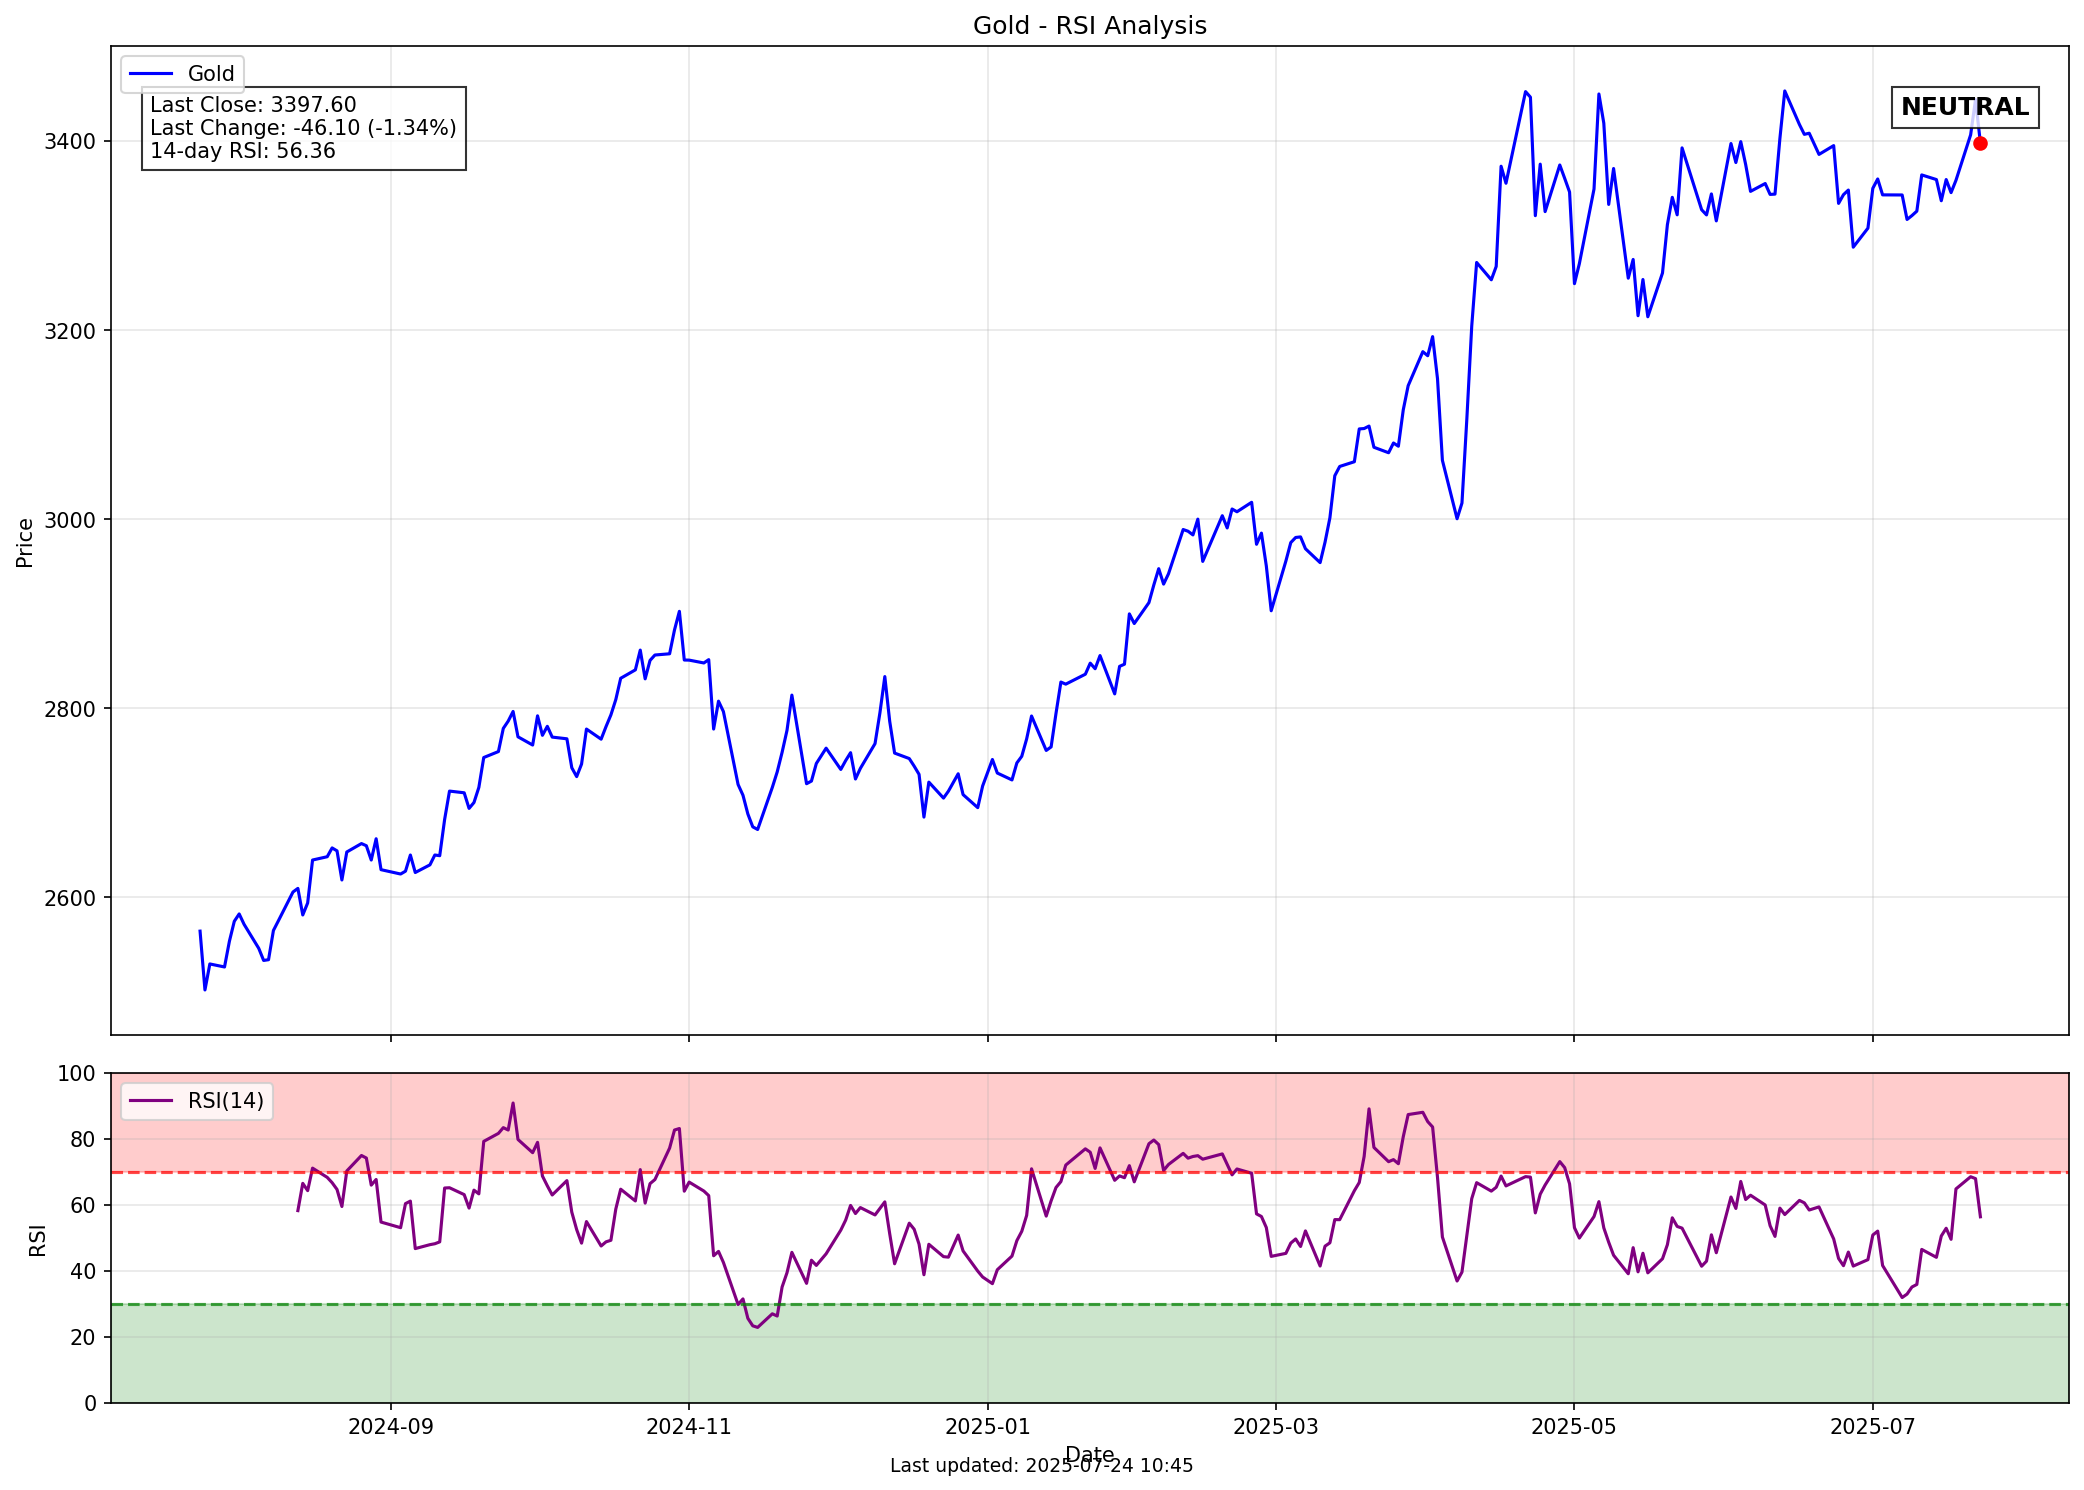 Gold - RSI Analysis
Gold
Last Close: 3397.60
Last Change: -46.10 (-1.34%)
14-day RSI: 56.36
NEUTRAL
Price
3400
3200
3000
2800
2600
RSI(14)
RSI
100
80
60
40
20
0
2024-09
2024-11
2025-01
2025-03
2025-05
2025-07
Date
Last updated: 2025-07-24 10:45